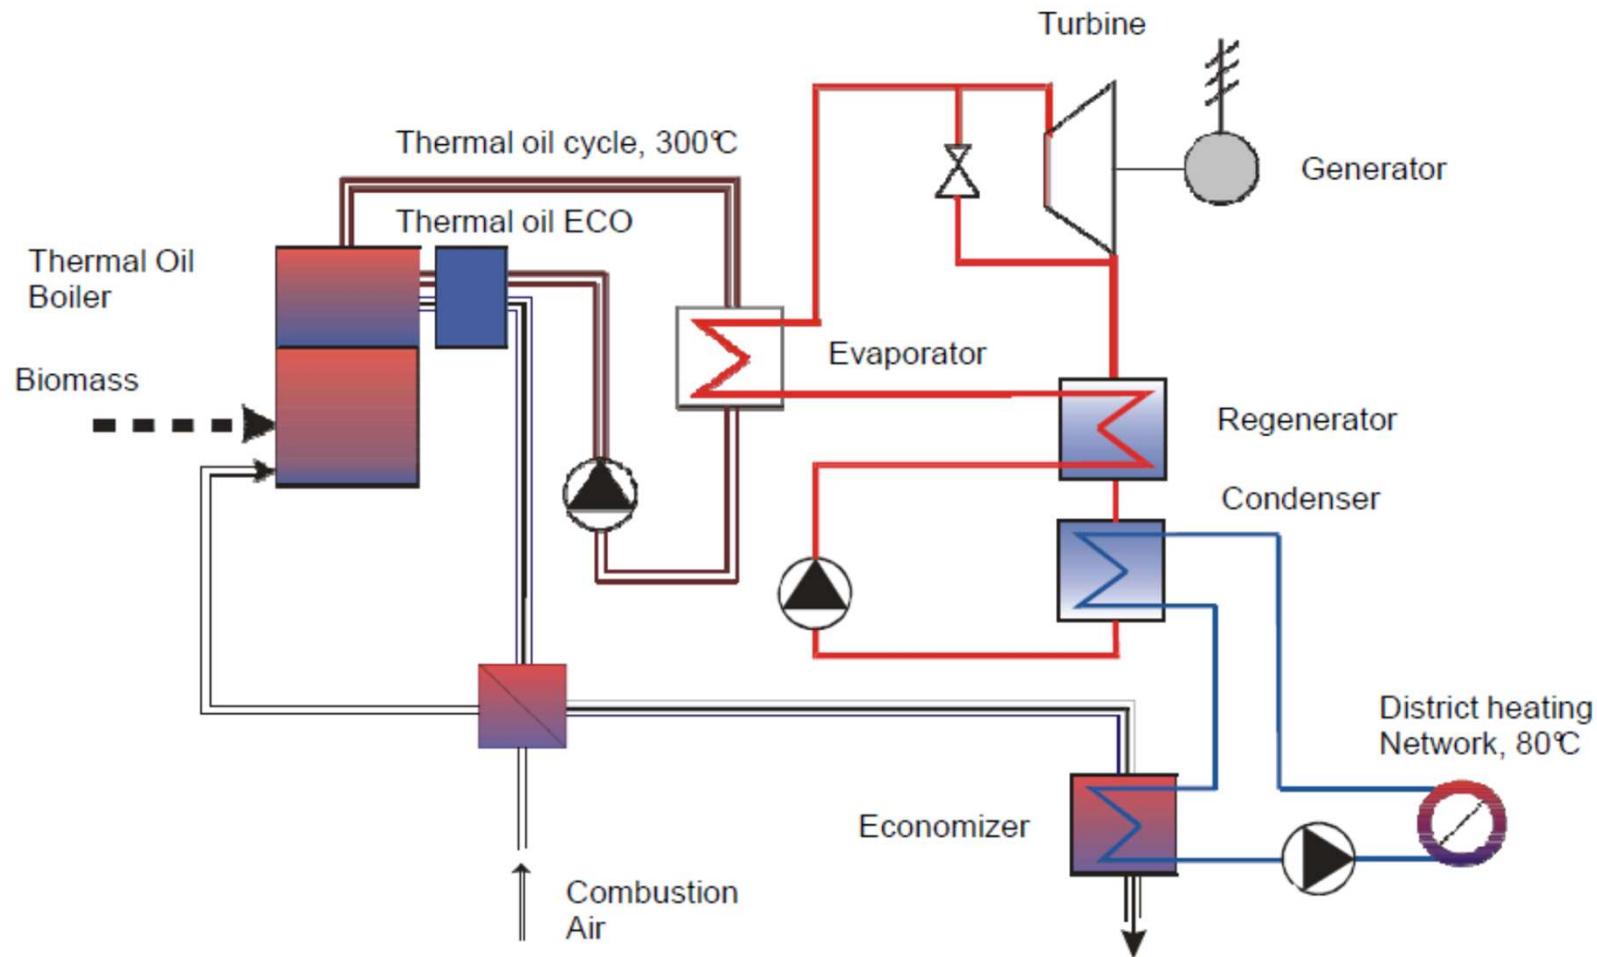 Turbine
Thermal oil cycle, 300°C
Generator
Thermal oil ECO
Thermal Oil
Boiler
Evaporator
Biomass
Regenerator
Condenser
District heating
Network, 80°C
Economizer
Combustion
Air